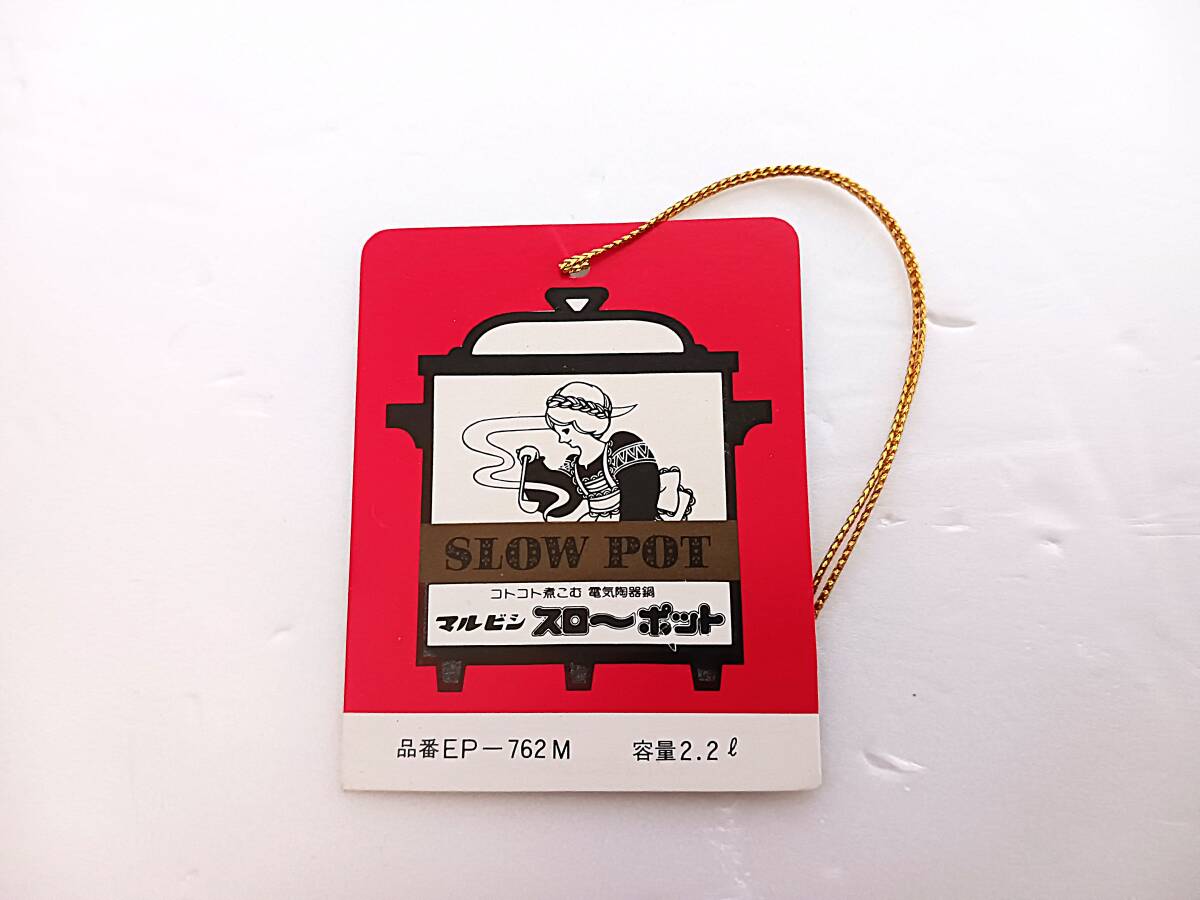 SLOW POT
コトコト煮こむ 電気陶器鍋
マルビシ スロ〜ポット
品番EP－762M 容量2.2ℓ